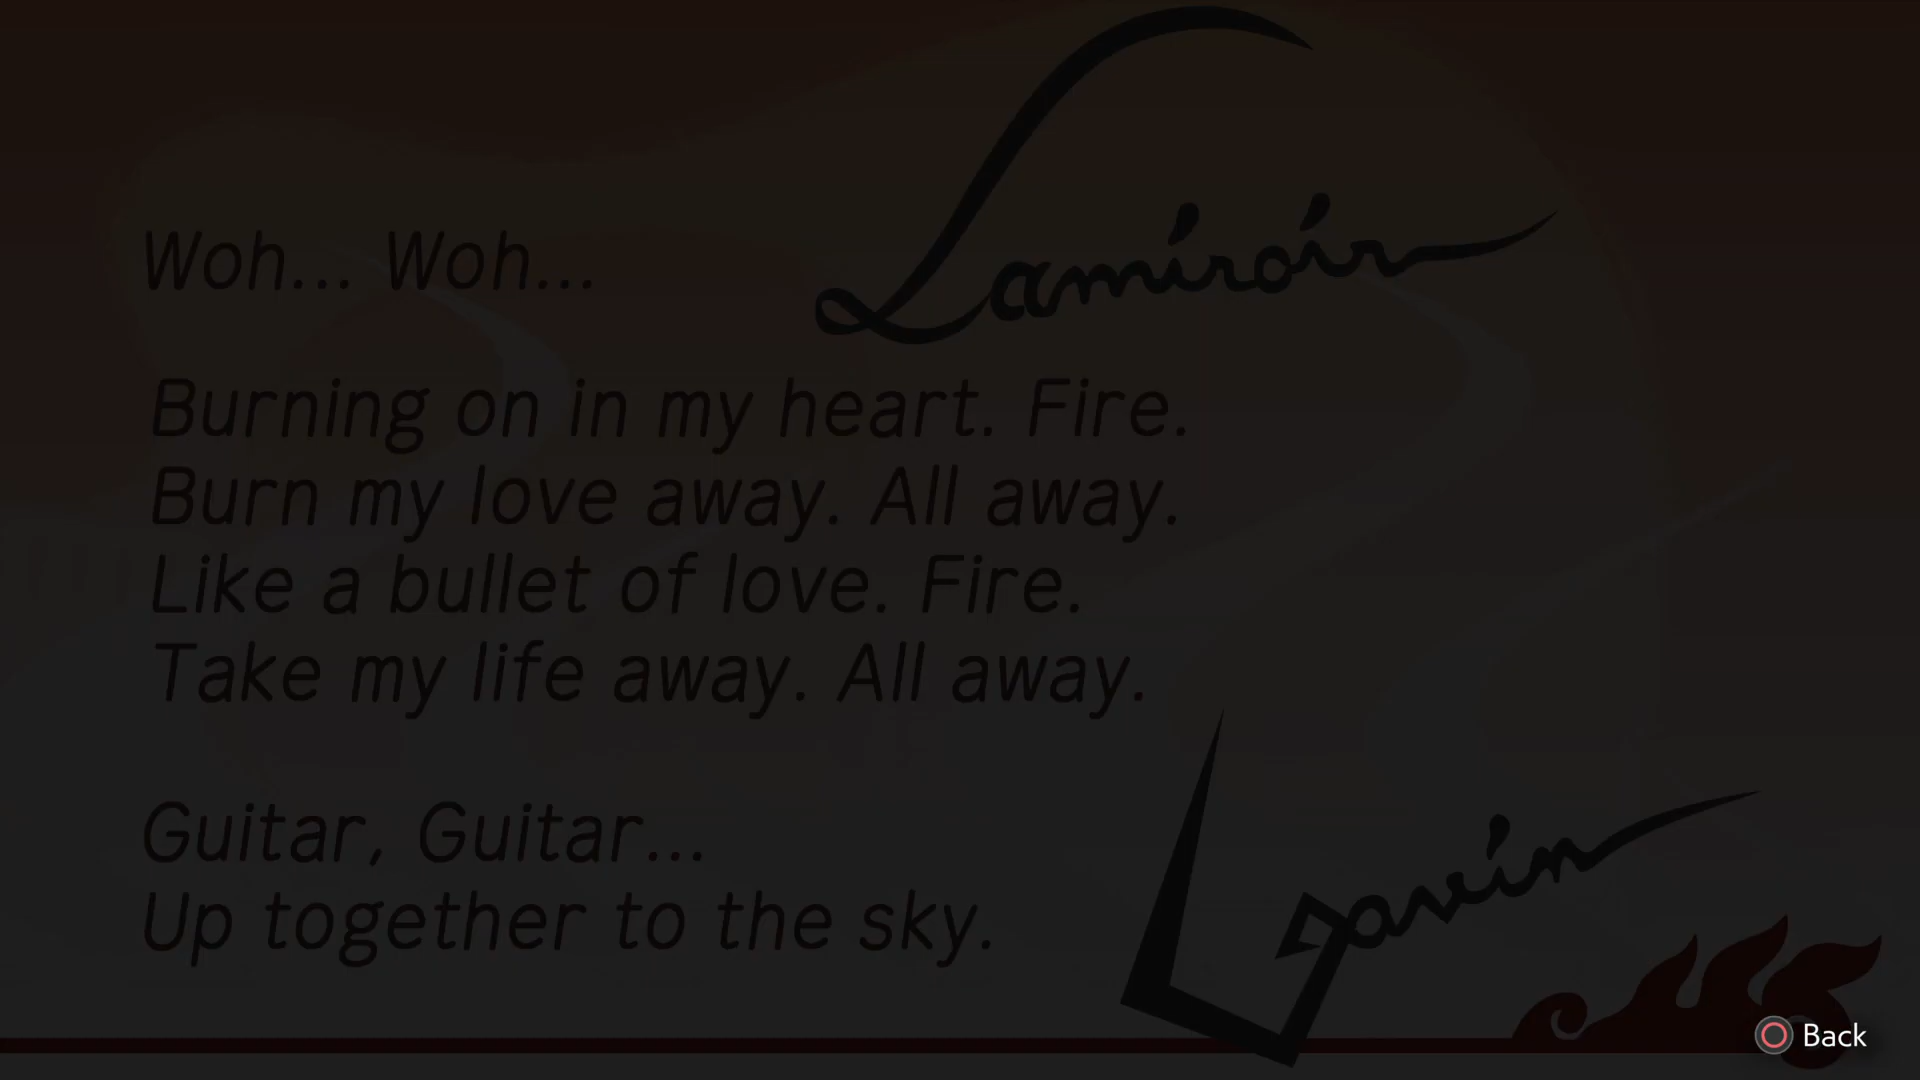 Lamiroir
Woh... Woh...
Burning on in my heart. Fire.
Burn my love away. All away.
Like a bullet of love. Fire.
Take my life away. All away.
Guitar, Guitar...
Up together to the sky.
Gavin
Back